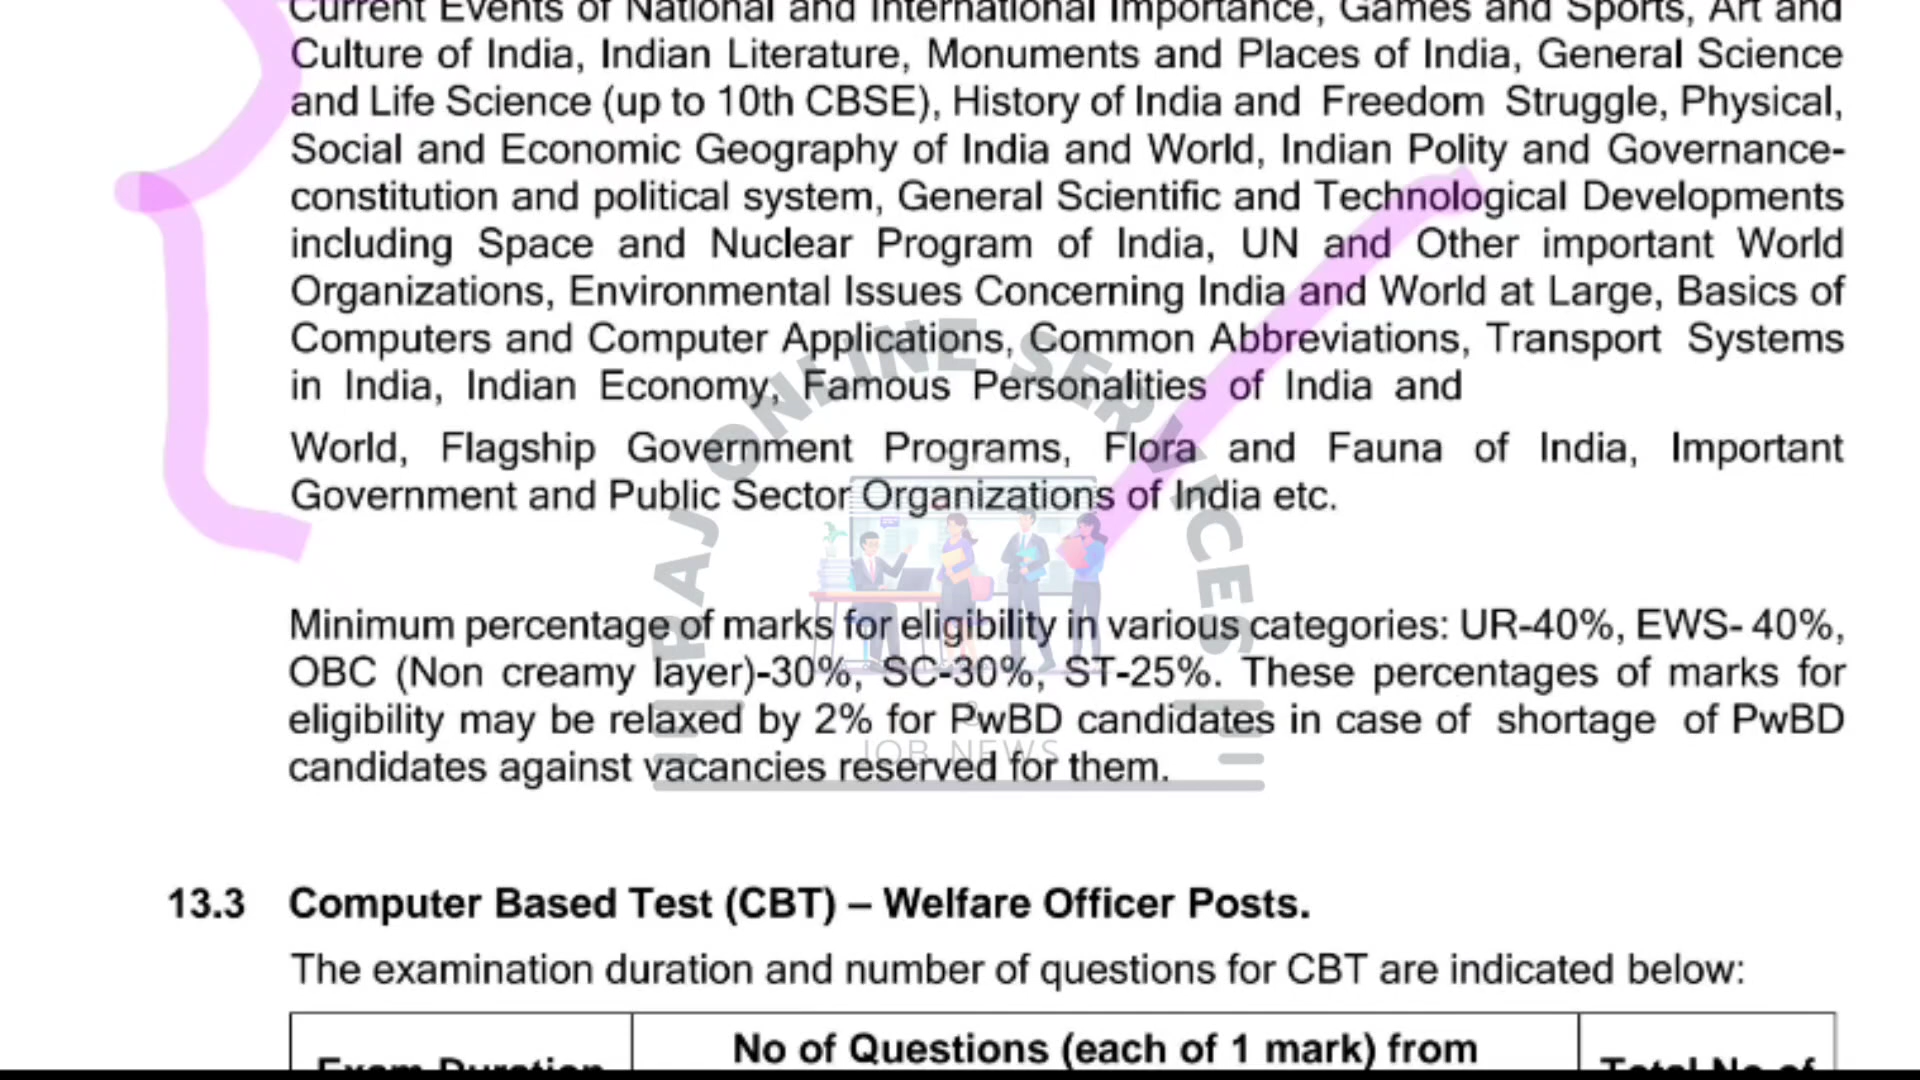 Current Events of National and International Importance, Games and Sports, Art and
Culture of India, Indian Literature, Monuments and Places of India, General Science
and Life Science (up to 10th CBSE), History of India and Freedom Struggle, Physical,
Social and Economic Geography of India and World, Indian Polity and Governance-
constitution and political system, General Scientific and Technological Developments
including Space and Nuclear Program of India, UN and Other important World
Organizations, Environmental Issues Concerning India and World at Large, Basics of
Computers and Computer Applications, Common Abbreviations, Transport Systems
in India, Indian Economy, Famous Personalities of India and
World, Flagship Government Programs, Flora and Fauna of India, Important
Government and Public Sector Organizations of India etc.
RAJ ONLINE SERVICES
&
JOB NEWS
Minimum percentage of marks for eligibility in various categories: UR-40%, EWS- 40%,
OBC (Non creamy layer)-30%, SC-30%, ST-25%. These percentages of marks for
eligibility may be relaxed by 2% for PwBD candidates in case of shortage of PwBD
candidates against vacancies reserved for them.
13.3 Computer Based Test (CBT) – Welfare Officer Posts.
The examination duration and number of questions for CBT are indicated below:
No of Questions (each of 1 mark) from
Exam Duration
Total No of